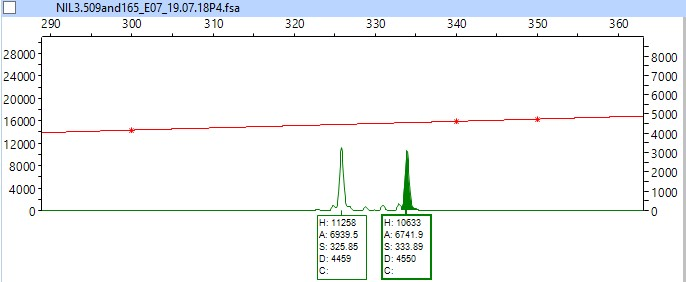 NIL3.509and165_E07_19.07.18P4.fsa
290 300 310 320 330 340 350 360
28000
24000
20000
16000
12000
8000
4000
0
8000
7000
6000
5000
4000
3000
2000
1000
0
H: 11258
A: 6939.5
S: 325.85
D: 4459
C:
H: 10633
A: 6741.9
S: 333.89
D: 4550
C: